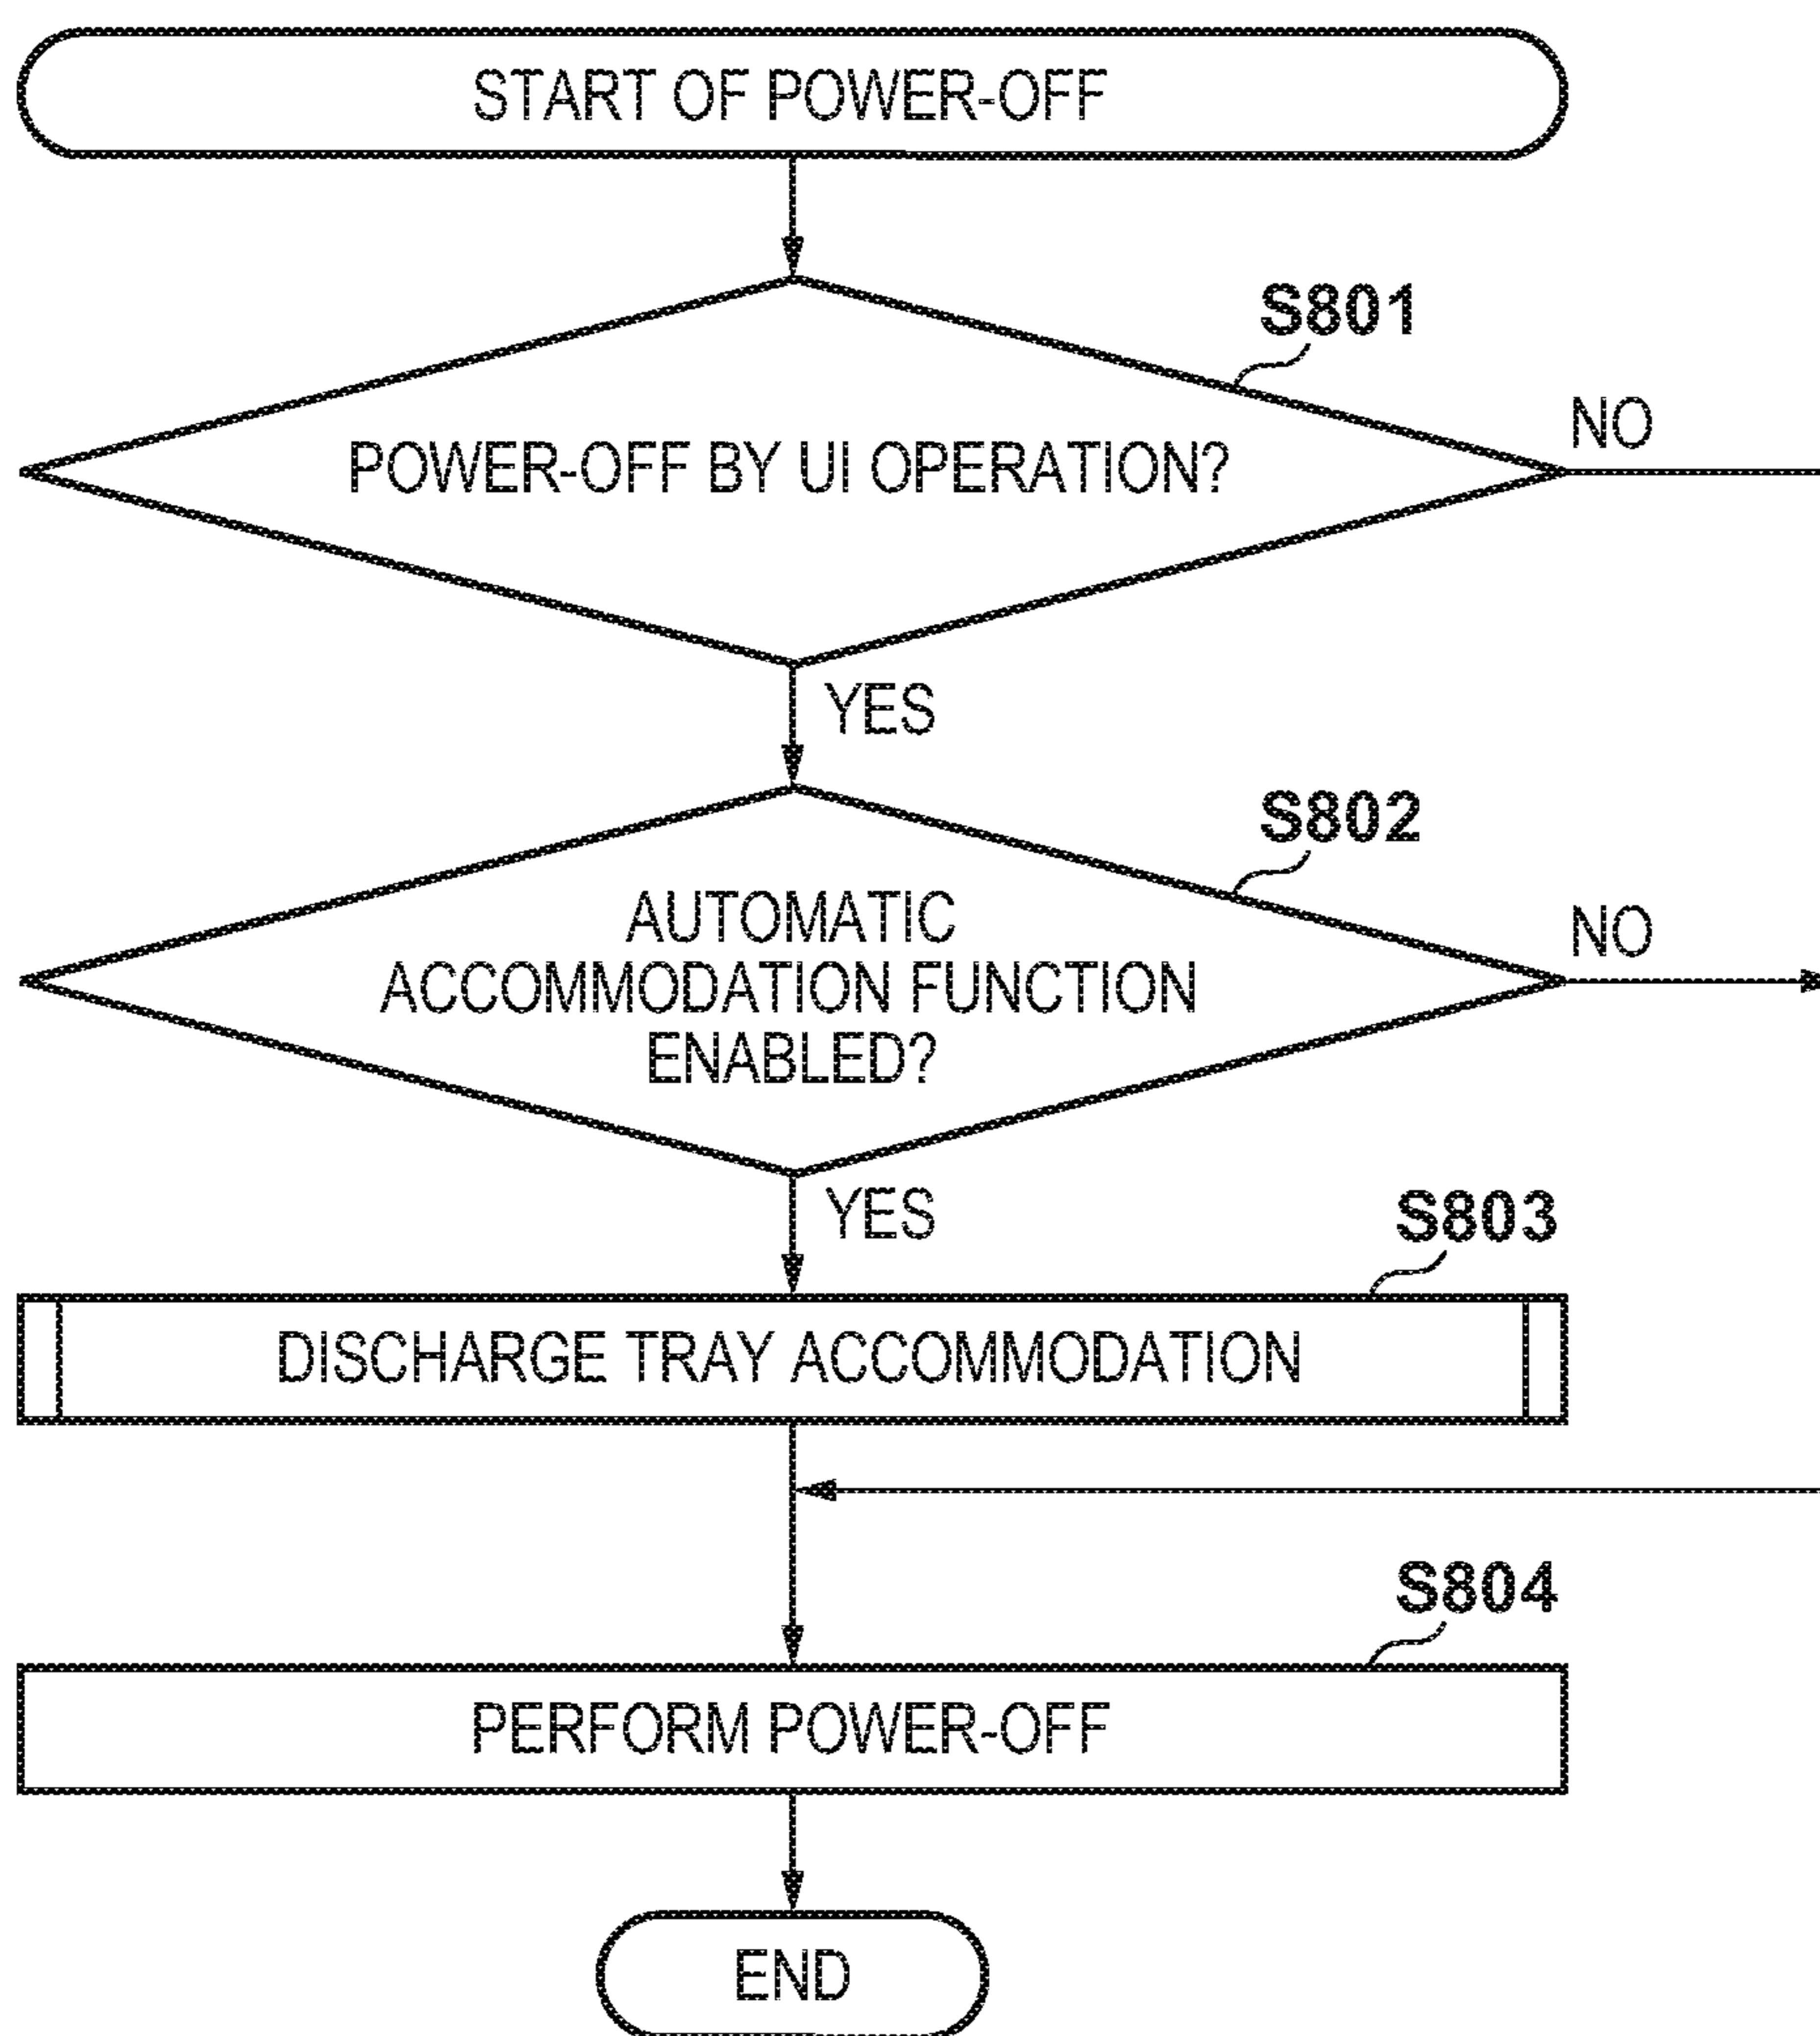 START OF POWER-OFF
S801
POWER-OFF BY UI OPERATION?
NO
YES
S802
AUTOMATIC
ACCOMMODATION FUNCTION
ENABLED?
NO
YES
S803
DISCHARGE TRAY ACCOMMODATION
S804
PERFORM POWER-OFF
END